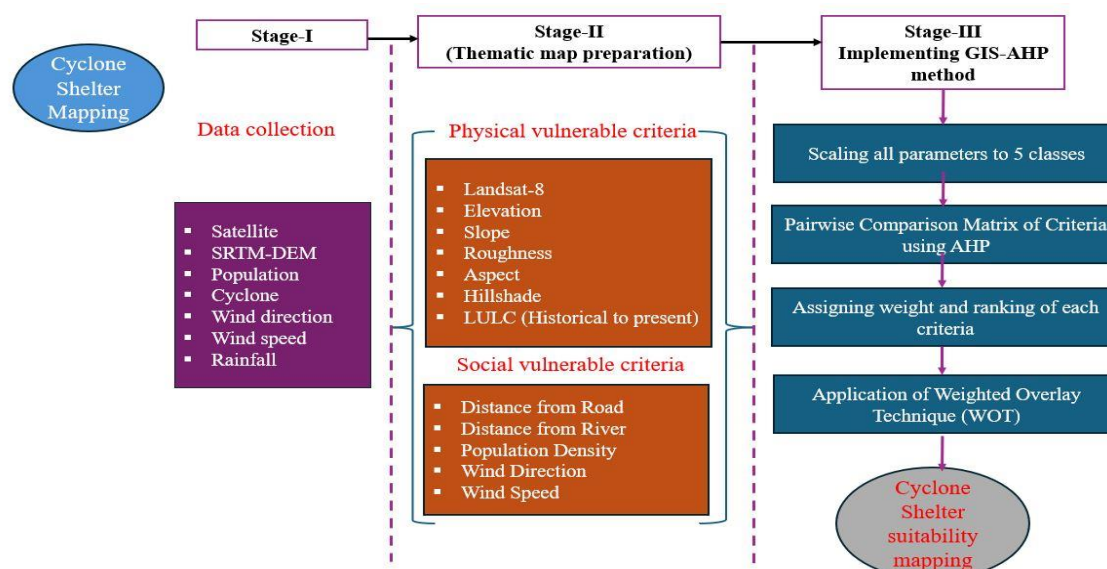 Cyclone
Shelter
Mapping
Stage-I
Data collection
▪ Satellite
▪ SRTM-DEM
▪ Population
▪ Cyclone
▪ Wind direction
▪ Wind speed
▪ Rainfall
Stage-II
(Thematic map preparation)
Physical vulnerable criteria
▪ Landsat-8
▪ Elevation
▪ Slope
▪ Roughness
▪ Aspect
▪ Hillshade
▪ LULC (Historical to present)
Social vulnerable criteria
▪ Distance from Road
▪ Distance from River
▪ Population Density
▪ Wind Direction
▪ Wind Speed
Stage-III
Implementing GIS-AHP
method
Scaling all parameters to 5 classes
Pairwise Comparison Matrix of Criteria
using AHP
Assigning weight and ranking of each
criteria
Application of Weighted Overlay
Technique (WOT)
Cyclone
Shelter
suitability
mapping